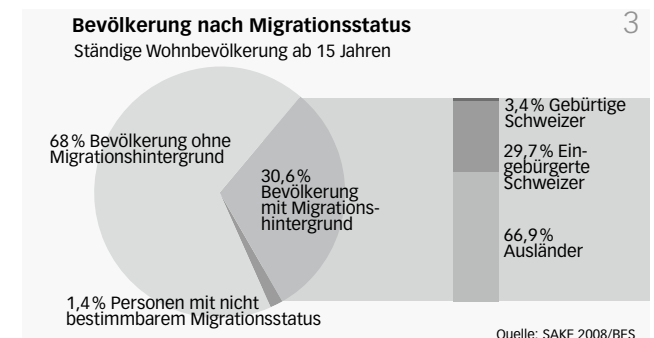 Bevölkerung nach Migrationsstatus
3
Ständige Wohnbevölkerung ab 15 Jahren
68% Bevölkerung ohne
Migrationshintergrund
30,6%
Bevölkerung
mit Migrations-
hintergrund
1,4% Personen mit nicht
bestimmbarem Migrationsstatus
3,4% Gebürtige
Schweizer
29,7% Ein-
gebürgerte
Schweizer
66,9%
Ausländer
Quelle: SAKE 2008/BFS